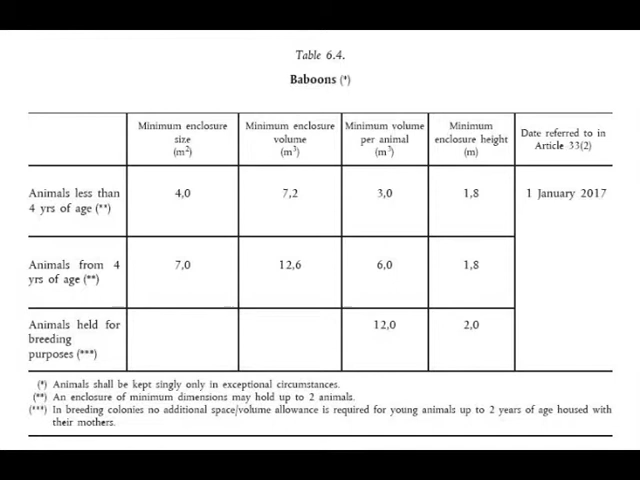 Table 6.4.
Baboons (*)
Minimum enclosure size (m²)
Minimum enclosure volume (m³)
Minimum volume per animal (m³)
Minimum enclosure height (m)
Date referred to in Article 33(2)
Animals less than 4 yrs of age (**)
4,0
7,2
3,0
1,8
1 January 2017
Animals from 4 yrs of age (**)
7,0
12,6
6,0
1,8
Animals held for breeding purposes (***)
12,0
2,0
(*) Animals shall be kept singly only in exceptional circumstances.
(**) An enclosure of minimum dimensions may hold up to 2 animals.
(***) In breeding colonies no additional space/volume allowance is required for young animals up to 2 years of age housed with
their mothers.